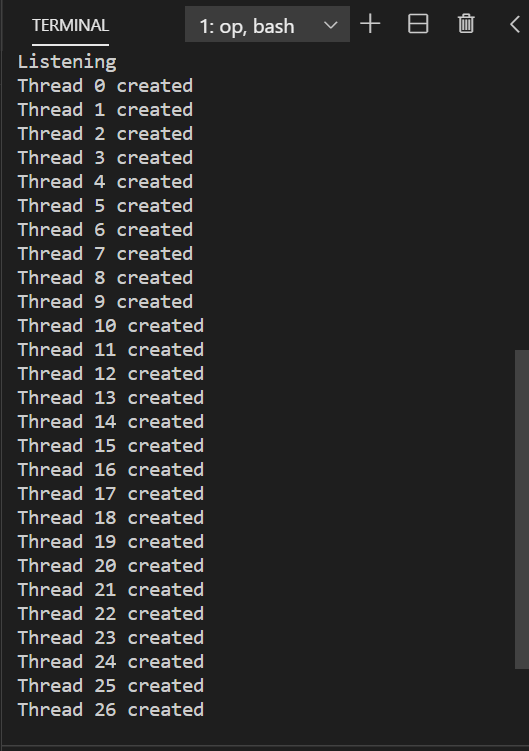 TERMINAL
1: op, bash
Listening
Thread 0 created
Thread 1 created
Thread 2 created
Thread 3 created
Thread 4 created
Thread 5 created
Thread 6 created
Thread 7 created
Thread 8 created
Thread 9 created
Thread 10 created
Thread 11 created
Thread 12 created
Thread 13 created
Thread 14 created
Thread 15 created
Thread 16 created
Thread 17 created
Thread 18 created
Thread 19 created
Thread 20 created
Thread 21 created
Thread 22 created
Thread 23 created
Thread 24 created
Thread 25 created
Thread 26 created